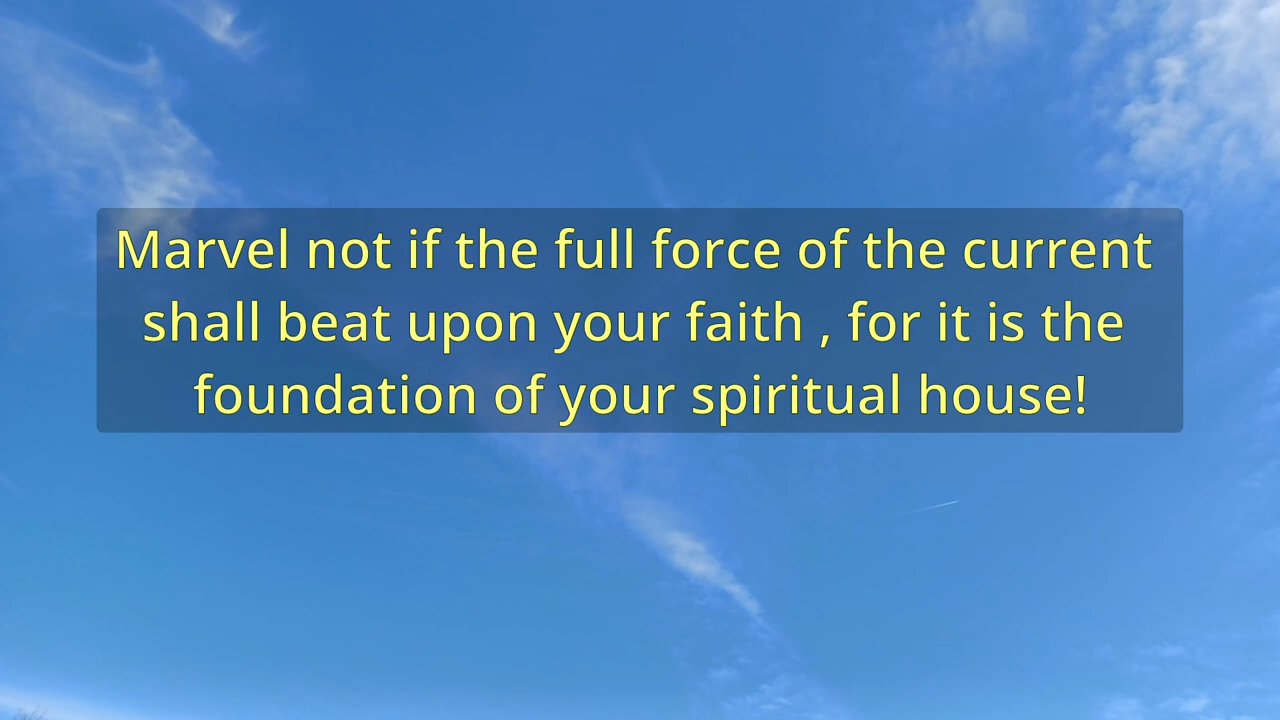 Marvel not if the full force of the current
shall beat upon your faith , for it is the
foundation of your spiritual house!